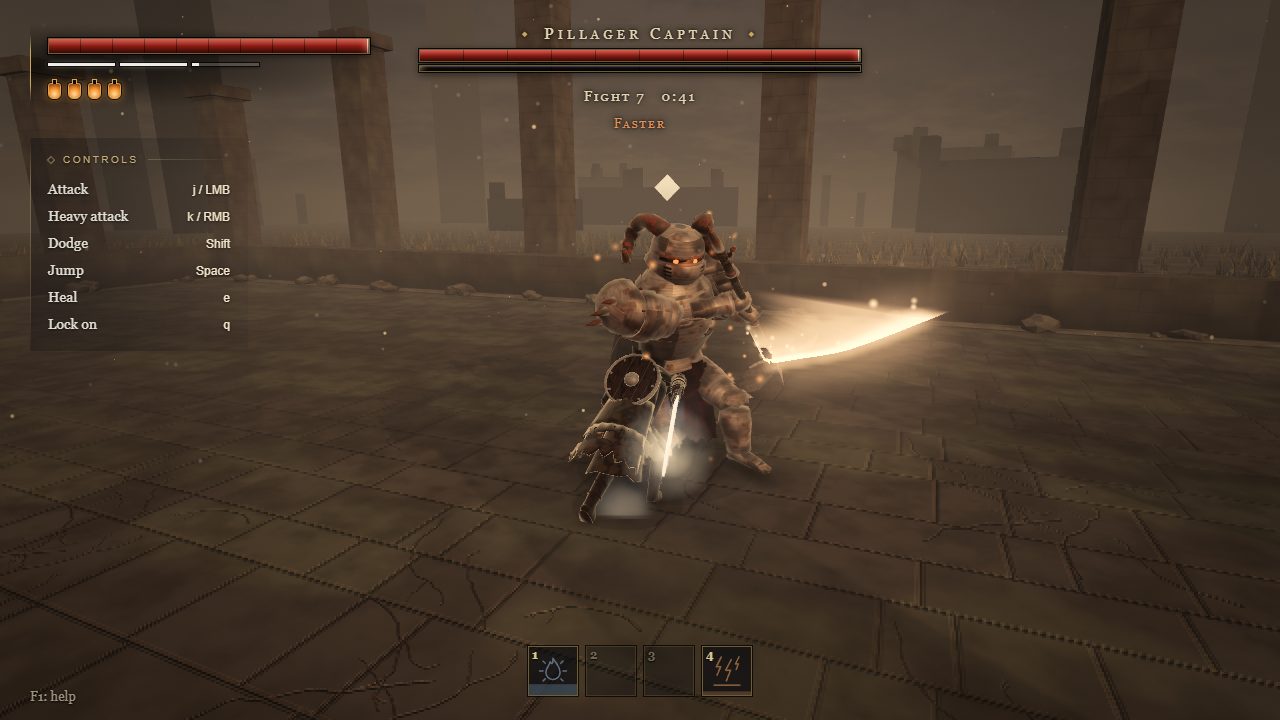 Pillager Captain
Fight 7 0:41
Faster
CONTROLS
Attack j / LMB
Heavy attack k / RMB
Dodge Shift
Jump Space
Heal e
Lock on q
1 2 3 4
F1: help